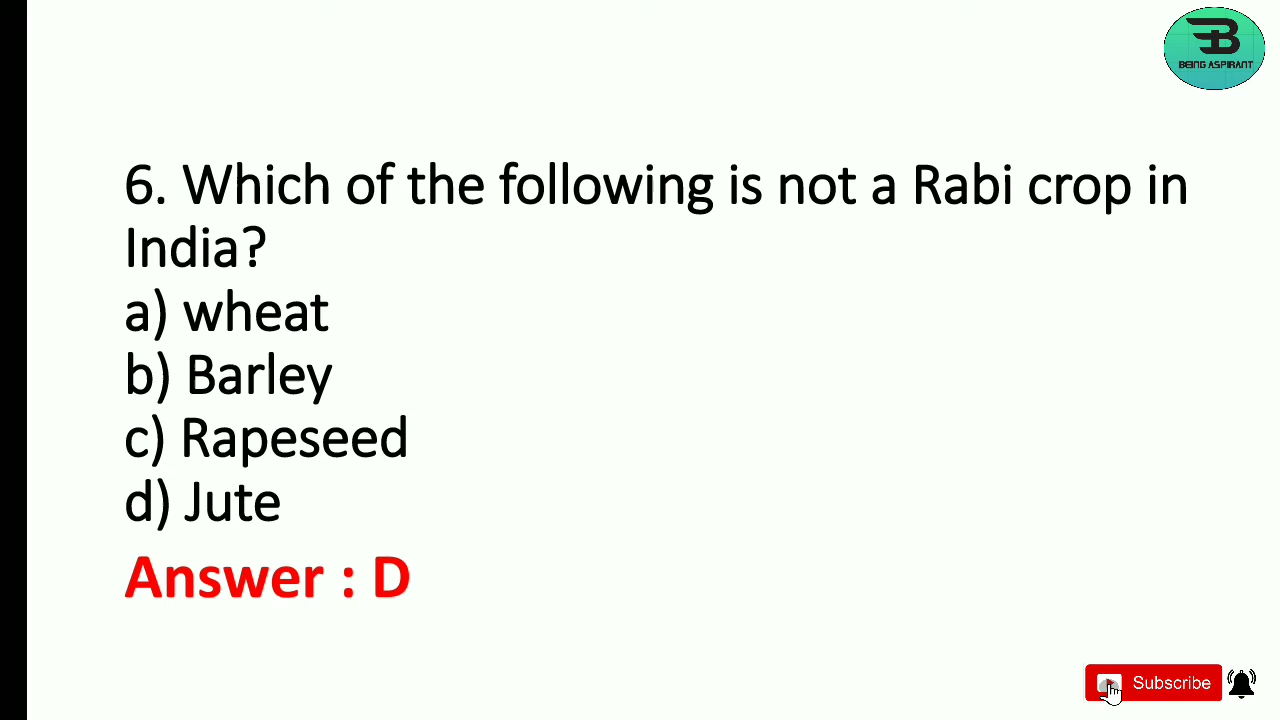 BEING ASPIRANT
6. Which of the following is not a Rabi crop in
India?
a) wheat
b) Barley
c) Rapeseed
d) Jute
Answer : D
Subscribe